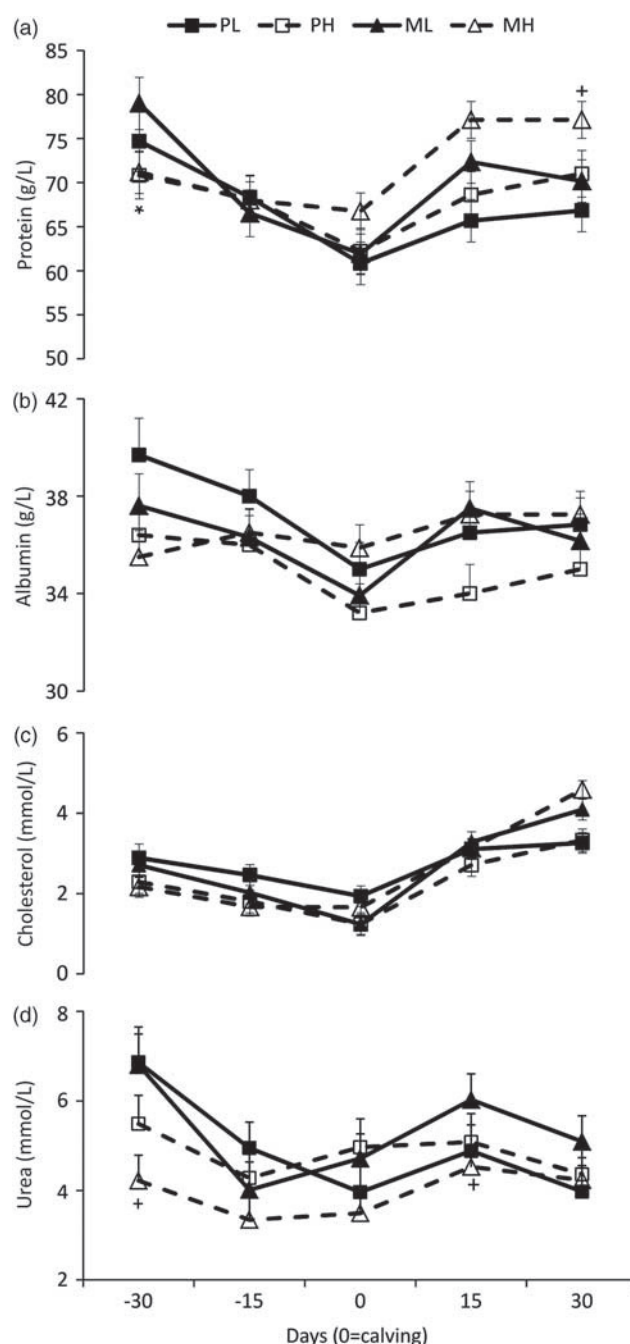 (a) PL PH ML MH
85
80
75
70
65
60
55
50
Protein (g/L)
+
*
(b)
42
38
34
30
Albumin (g/L)
(c)
6
4
2
0
Cholesterol (mmol/L)
(d)
8
6
4
2
Urea (mmol/L)
+
+
-30 -15 0 15 30
Days (0=calving)